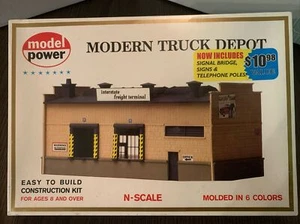 model
power
MODERN TRUCK DEPOT
NOW INCLUDES
SIGNAL BRIDGE,
SIGNS &
TELEPHONE POLES!
$10.98
Interstate
freight terminal
EASY TO BUILD
CONSTRUCTION KIT
FOR AGES 8 AND OVER
N-SCALE
MOLDED IN 6 COLORS